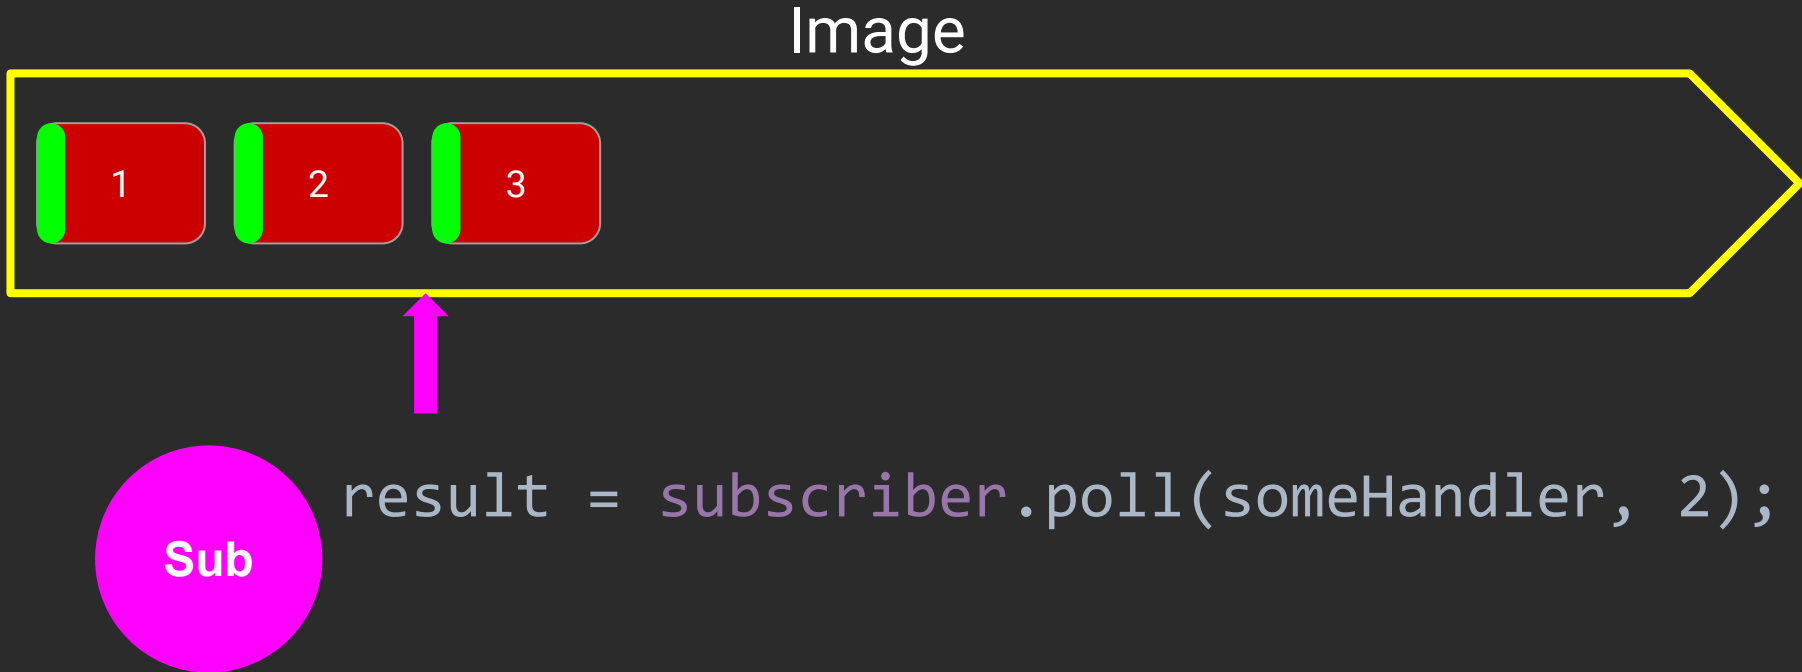 Image
1 2 3
result = subscriber.poll(someHandler, 2);
Sub